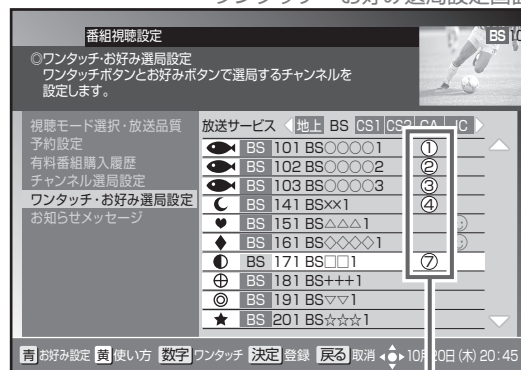 番組視聴設定
BS 10
◎ワンタッチ・お好み選局設定
ワンタッチボタンとお好みボタンで選局するチャンネルを
設定します。
視聴モード選択・放送品質
予約設定
有料番組購入履歴
チャンネル選局設定
ワンタッチ・お好み選局設定
お知らせメッセージ
放送サービス 地上 BS CS1 CS2
BS 101 BS○○○○1 ①
BS 102 BS○○○○2 ②
BS 103 BS○○○○3 ③
BS 141 BS××1 ④
BS 151 BS△△△1
BS 161 BS◇◇◇◇1
BS 171 BS□□1 ⑦
BS 181 BS+++1
BS 191 BS▽▽1
BS 201 BS☆☆☆1
青 お好み設定 黄 使い方 数字 ワンタッチ 決定 登録 戻る 取消 10月20日(木) 20:45